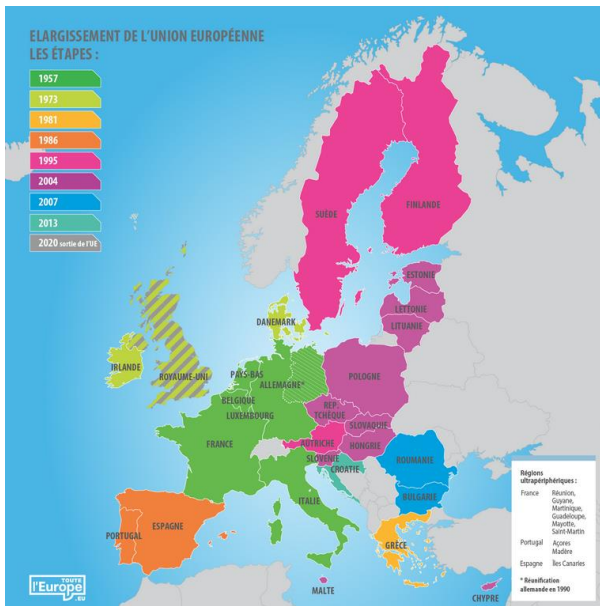 ELARGISSEMENT DE L'UNION EUROPÉENNE
LES ÉTAPES :
1957
1973
1981
1986
1995
2004
2007
2013
2020 sortie de l'UE
SUÈDE
FINLANDE
ESTONIE
LETTONIE
LITUANIE
DANEMARK
IRLANDE
ROYAUME-UNI
PAYS-BAS
ALLEMAGNE*
POLOGNE
BELGIQUE
LUXEMBOURG
RÉP.
TCHÈQUE
SLOVAQUIE
FRANCE
AUTRICHE
HONGRIE
SLOVÉNIE
CROATIE
ROUMANIE
BULGARIE
ITALIE
PORTUGAL
ESPAGNE
GRÈCE
MALTE
CHYPRE
Régions
ultrapériphériques :
France Réunion,
Guyane,
Martinique,
Guadeloupe,
Mayotte,
Saint-Martin
Portugal Açores
Madère
Espagne Îles Canaries
* Réunification
allemande en 1990
TOUTE
l'Europe
.EU